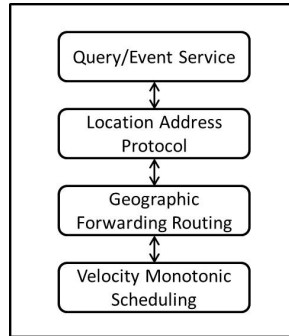 Query/Event Service
Location Address
Protocol
Geographic
Forwarding Routing
Velocity Monotonic
Scheduling